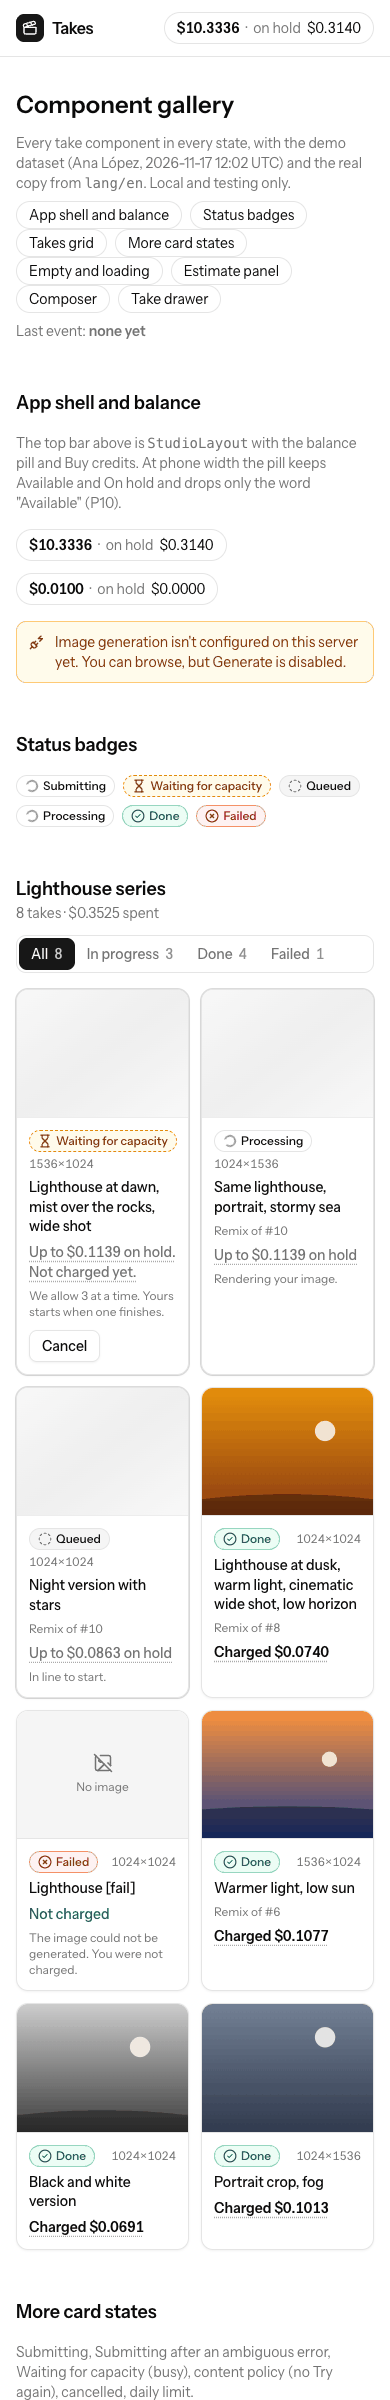 Takes
$10.3336 · on hold $0.3140
Component gallery
Every take component in every state, with the demo
dataset (Ana López, 2026-11-17 12:02 UTC) and the real
copy from lang/en. Local and testing only.
App shell and balance
Status badges
Takes grid
More card states
Empty and loading
Estimate panel
Composer
Take drawer
Last event: none yet
App shell and balance
The top bar above is StudioLayout with the balance
pill and Buy credits. At phone width the pill keeps
Available and On hold and drops only the word
"Available" (P10).
$10.3336 · on hold $0.3140
$0.0100 · on hold $0.0000
Image generation isn't configured on this server
yet. You can browse, but Generate is disabled.
Status badges
Submitting
Waiting for capacity
Queued
Processing
Done
Failed
Lighthouse series
8 takes · $0.3525 spent
All 8
In progress 3
Done 4
Failed 1
Waiting for capacity
1536×1024
Lighthouse at dawn,
mist over the rocks,
wide shot
Up to $0.1139 on hold.
Not charged yet.
We allow 3 at a time. Yours
starts when one finishes.
Cancel
Processing
1024×1536
Same lighthouse,
portrait, stormy sea
Remix of #10
Up to $0.1139 on hold
Rendering your image.
Queued
1024×1024
Night version with
stars
Remix of #10
Up to $0.0863 on hold
In line to start.
Done
1024×1024
Lighthouse at dusk,
warm light, cinematic
wide shot, low horizon
Remix of #8
Charged $0.0740
No image
Failed
1024×1024
Lighthouse [fail]
Not charged
The image could not be
generated. You were not
charged.
Done
1536×1024
Warmer light, low sun
Remix of #6
Charged $0.1077
Done
1024×1024
Black and white
version
Charged $0.0691
Done
1024×1536
Portrait crop, fog
Charged $0.1013
More card states
Submitting, Submitting after an ambiguous error,
Waiting for capacity (busy), content policy (no Try
again), cancelled, daily limit.